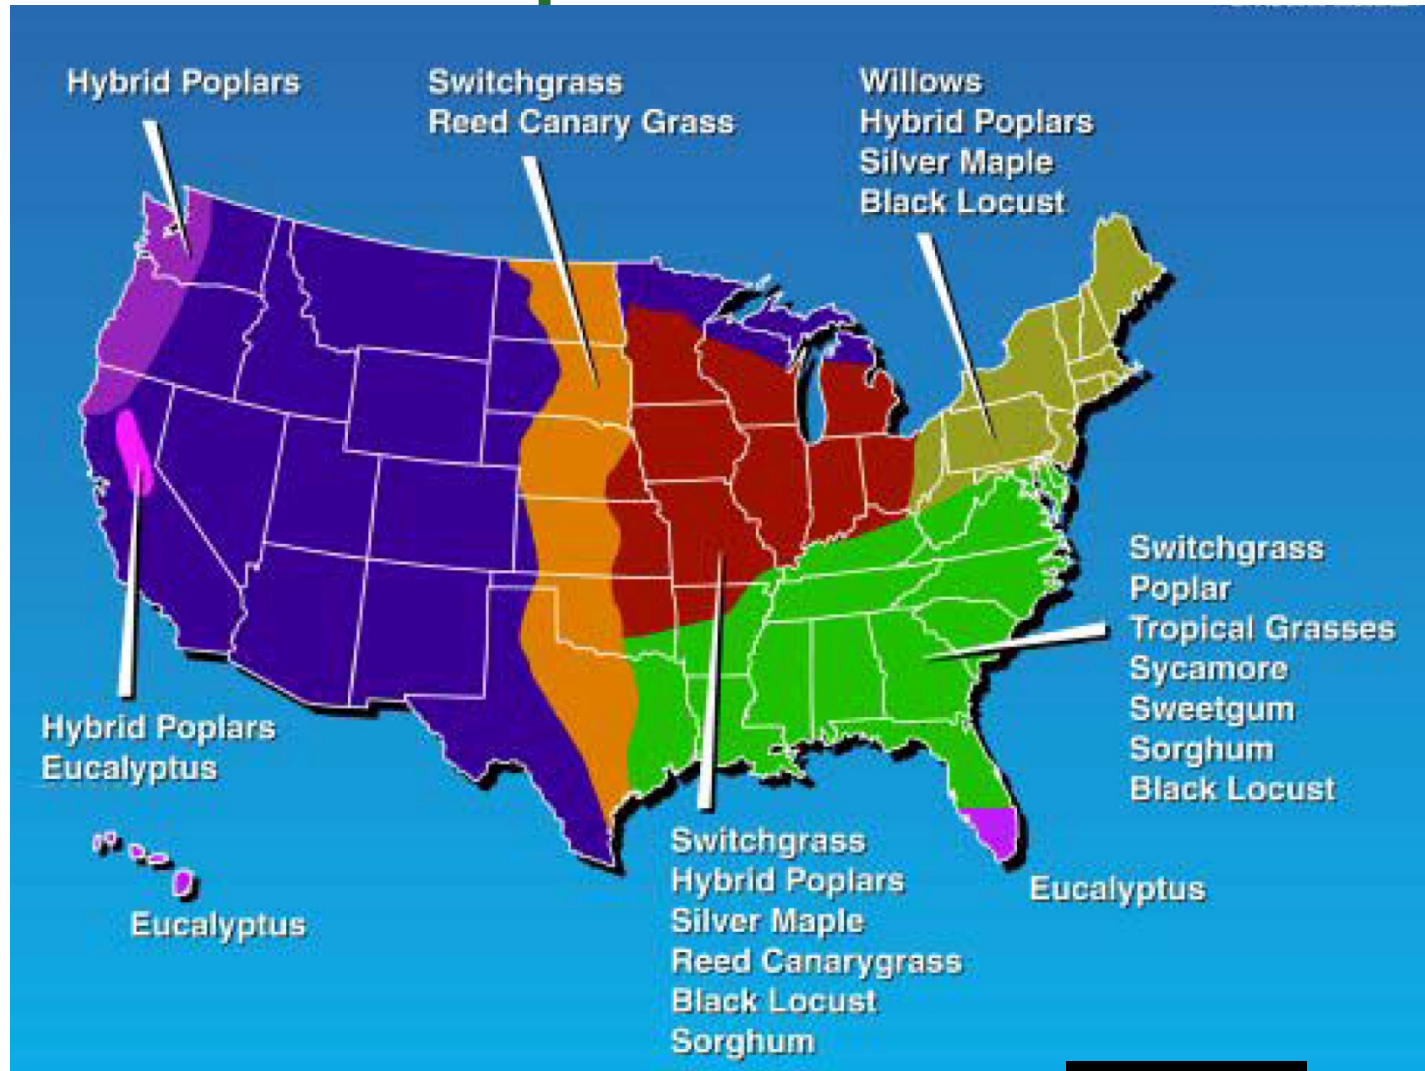 Hybrid Poplars
Switchgrass
Reed Canary Grass
Willows
Hybrid Poplars
Silver Maple
Black Locust
Switchgrass
Poplar
Tropical Grasses
Sycamore
Sweetgum
Sorghum
Black Locust
Hybrid Poplars
Eucalyptus
Switchgrass
Hybrid Poplars
Silver Maple
Reed Canarygrass
Black Locust
Sorghum
Eucalyptus
Eucalyptus